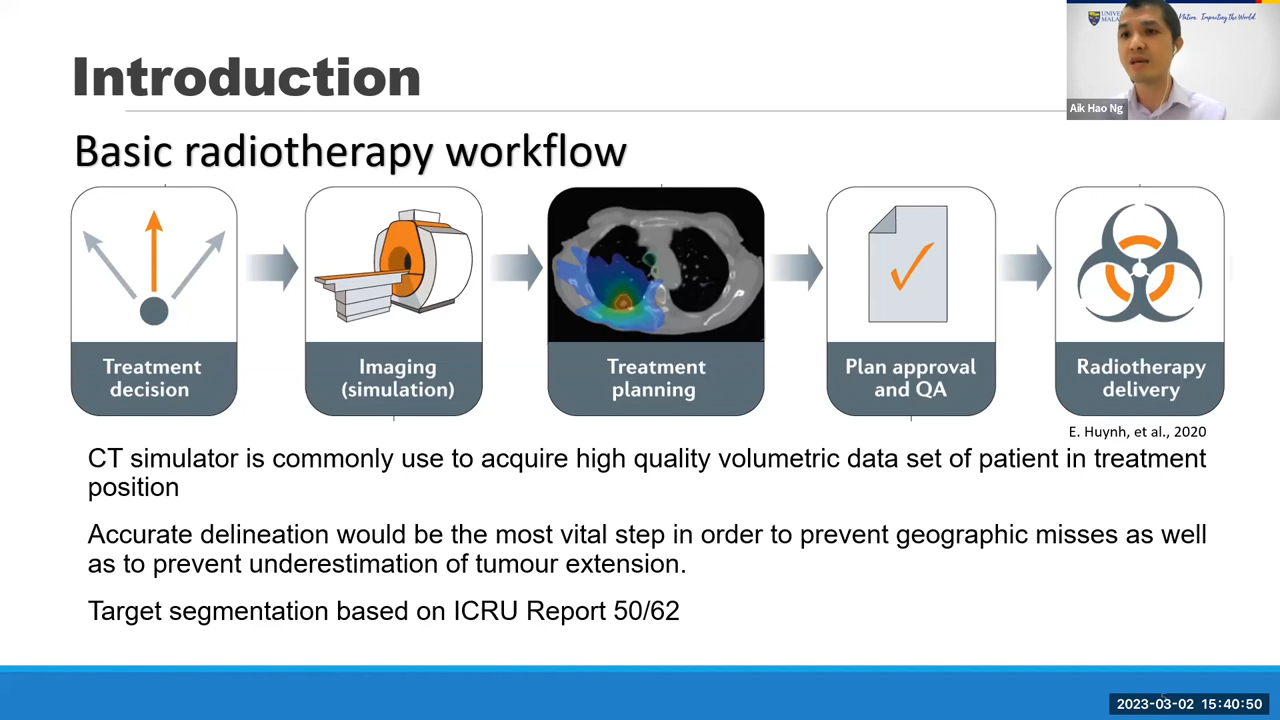 Introduction
Basic radiotherapy workflow
Treatment
decision
Imaging
(simulation)
Treatment
planning
Plan approval
and QA
Radiotherapy
delivery
E. Huynh, et al., 2020
CT simulator is commonly use to acquire high quality volumetric data set of patient in treatment
position
Accurate delineation would be the most vital step in order to prevent geographic misses as well
as to prevent underestimation of tumour extension.
Target segmentation based on ICRU Report 50/62
Impacting the World.
Aik Hao Ng
5
2023-03-02 15:40:50